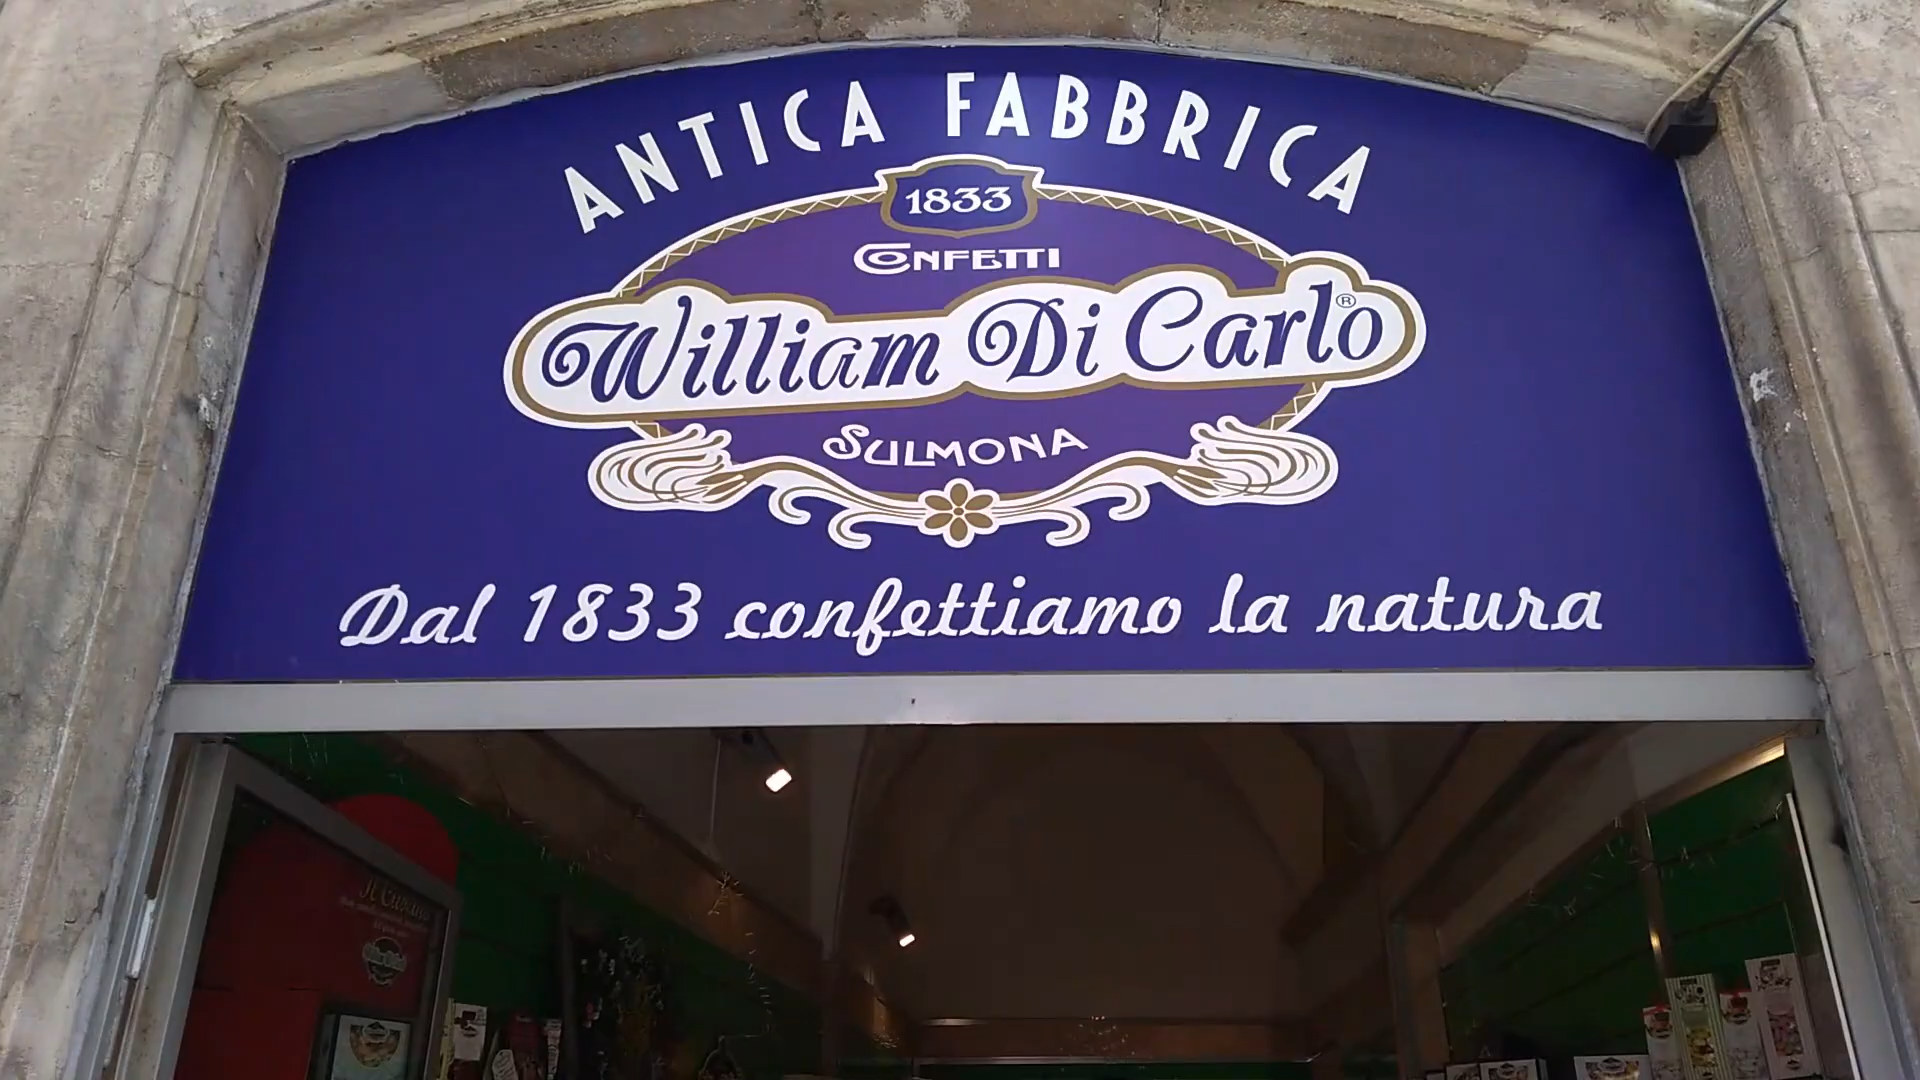 ANTICA FABBRICA
1833
CONFETTI
William Di Carlo®
SULMONA
Dal 1833 confettiamo la natura